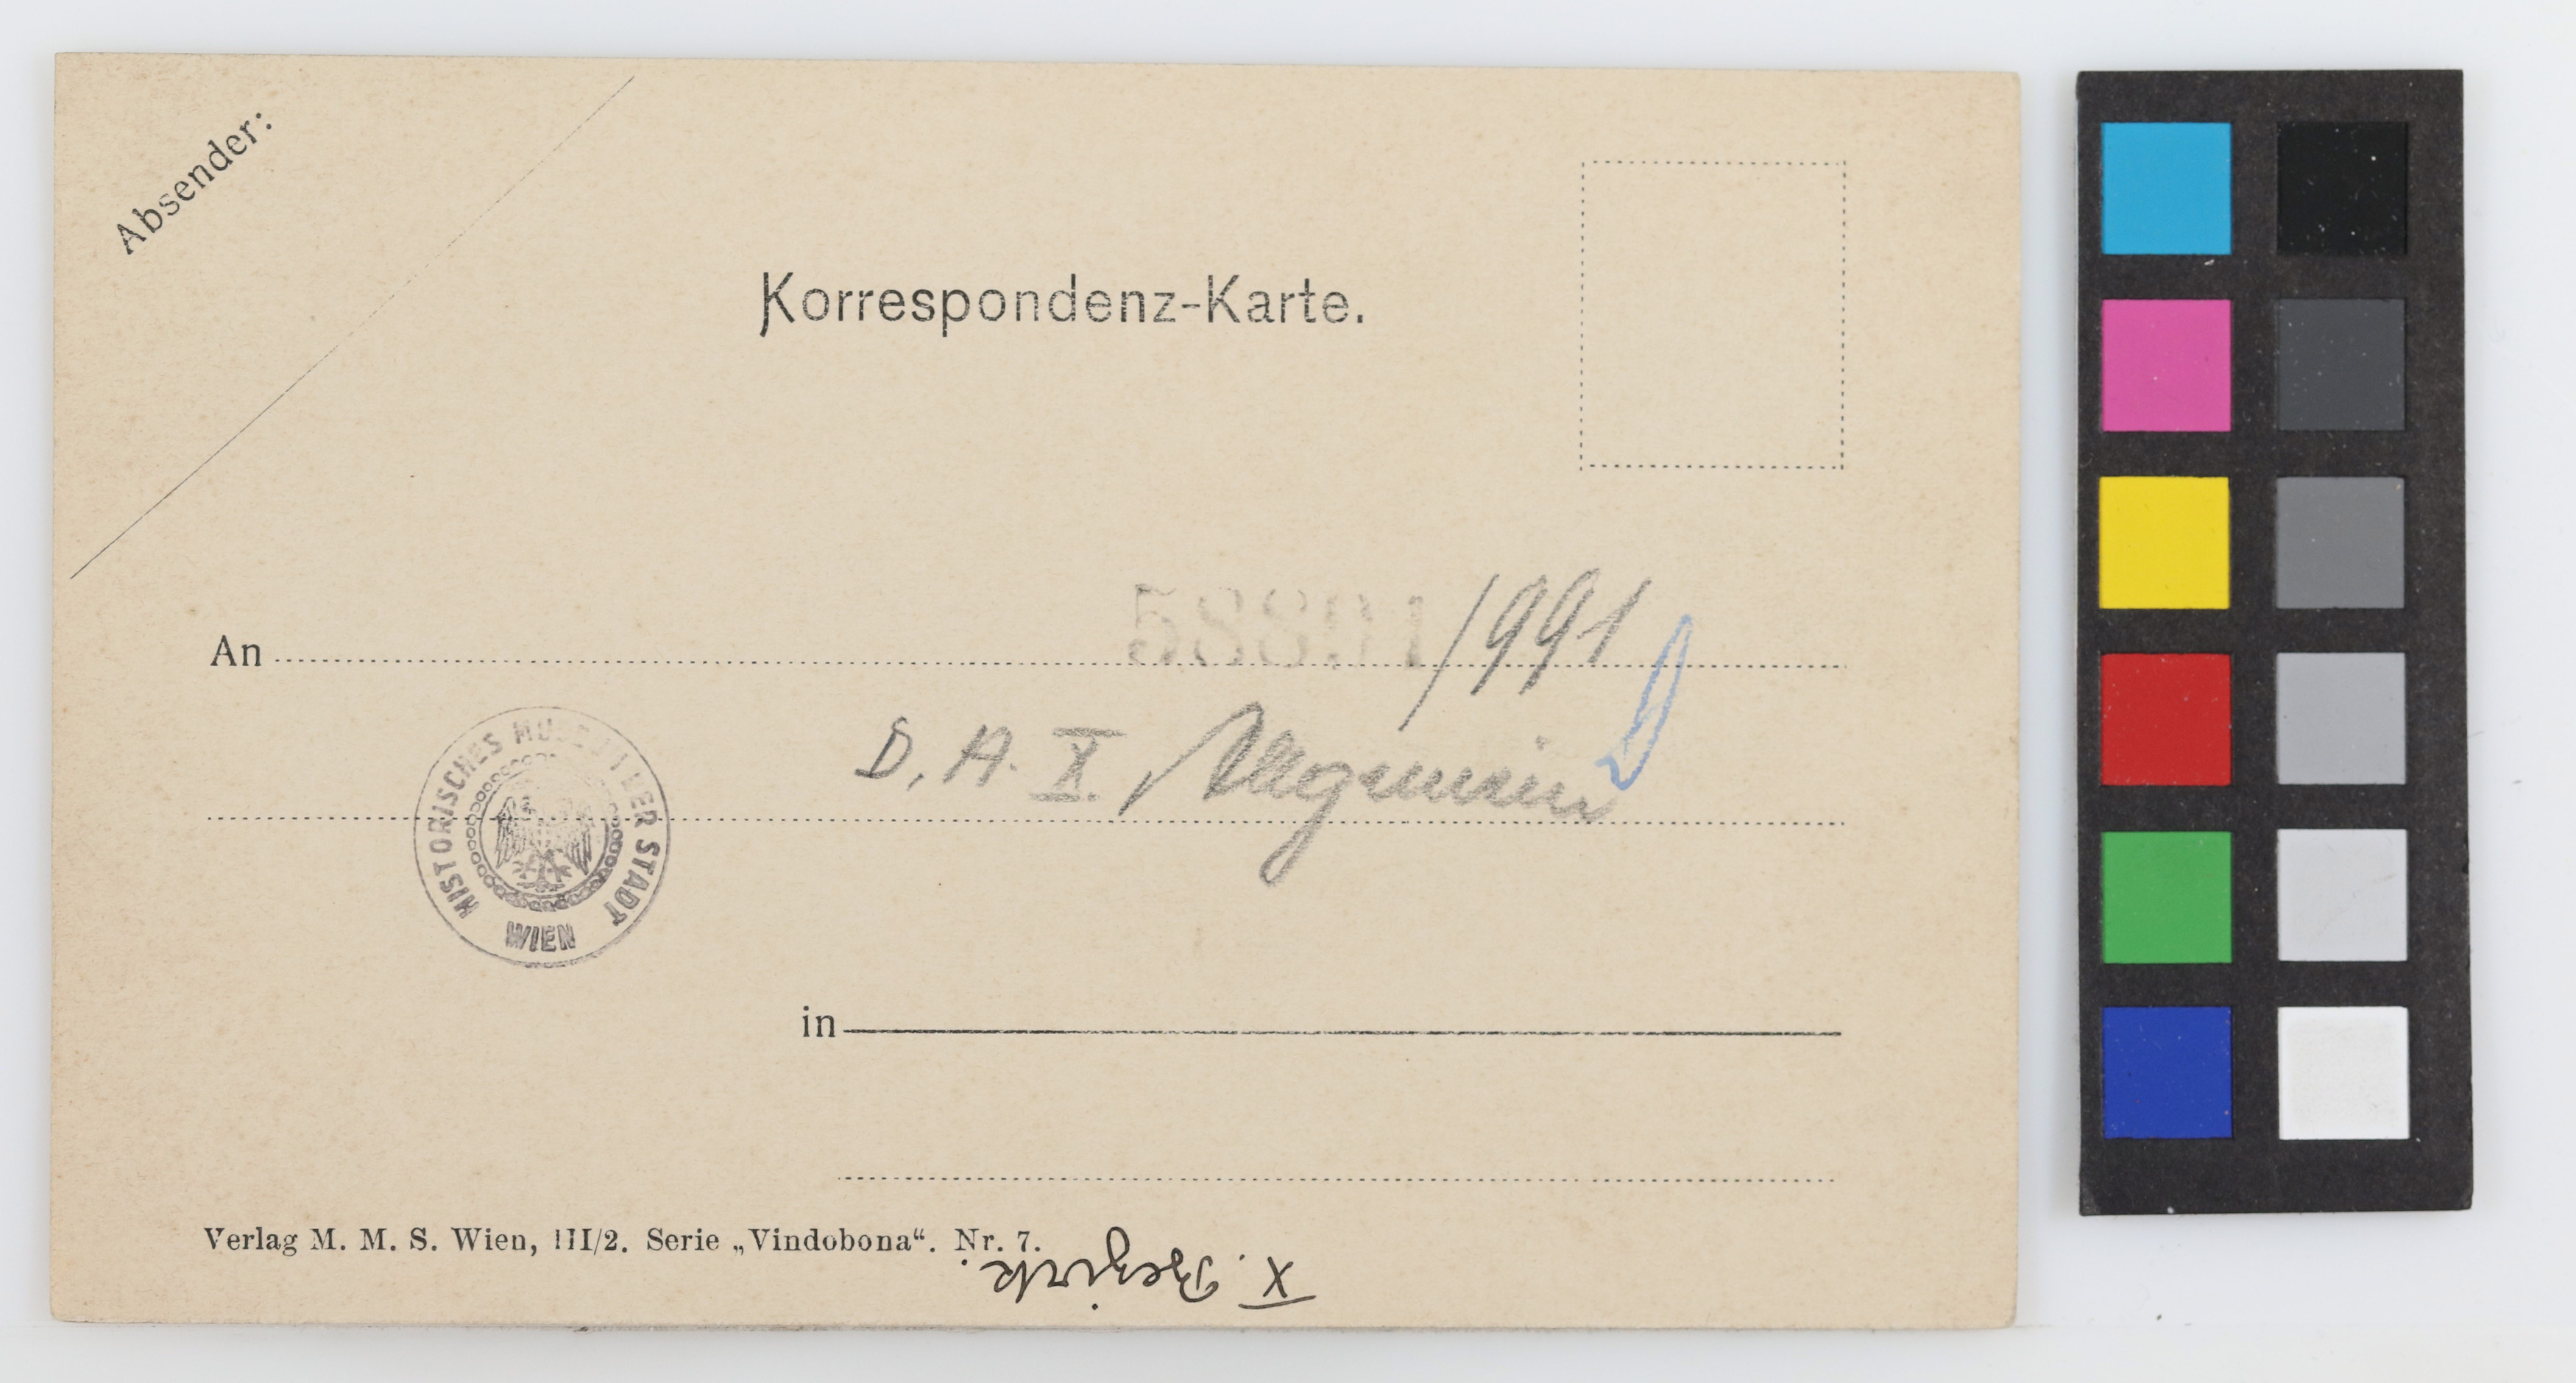 Absender:
Korrespondenz-Karte.
/1991
An
D. A. X, Allgemein
HISTORISCHES MUSEUM DER STADT
WIEN
in
Verlag M. M. S. Wien, III/2. Serie „Vindobona“. Nr. 7.
X. Bezirk.